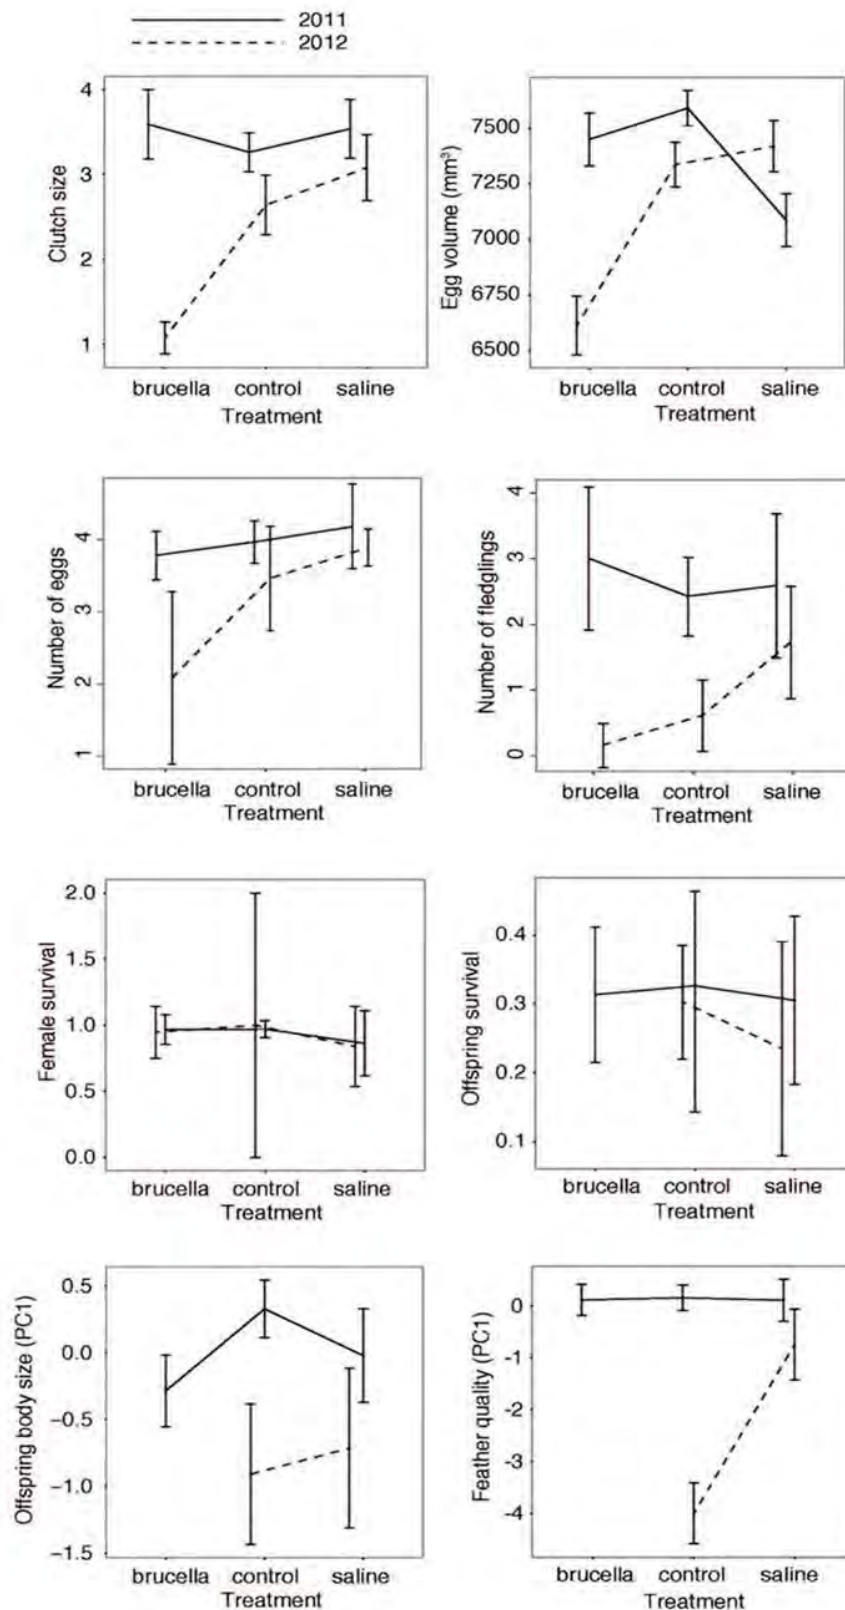 2011
2012
4
3
2
1
Clutch size
brucella control saline
Treatment
7500
7250
7000
6750
6500
Egg volume (mm³)
brucella control saline
Treatment
4
3
2
1
Number of eggs
brucella control saline
Treatment
4
3
2
1
0
Number of fledglings
brucella control saline
Treatment
2.0
1.5
1.0
0.5
0.0
Female survival
brucella control saline
Treatment
0.4
0.3
0.2
0.1
Offspring survival
brucella control saline
Treatment
0.5
0.0
−0.5
−1.0
−1.5
Offspring body size (PC1)
brucella control saline
Treatment
0
-1
-2
-3
-4
Feather quality (PC1)
brucella control saline
Treatment